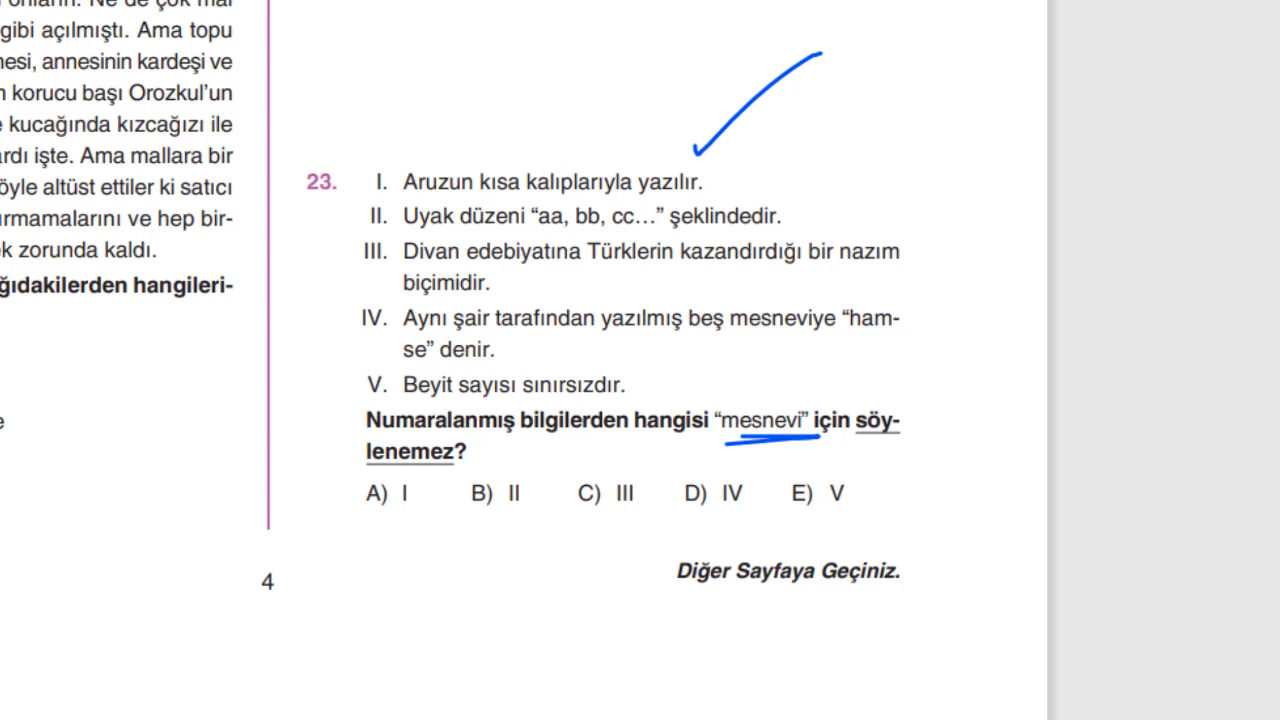 gibi açılmıştı. Ama topu
nesi, annesinin kardeşi ve
n korucu başı Orozkul'un
e kucağında kızcağızı ile
ardı işte. Ama mallara bir
öyle altüst ettiler ki satıcı
ırmamalarını ve hep bir-
ek zorunda kaldı.
ğıdakilerden hangileri-
e
4
23. I. Aruzun kısa kalıplarıyla yazılır.
II. Uyak düzeni “aa, bb, cc...” şeklindedir.
III. Divan edebiyatına Türklerin kazandırdığı bir nazım
biçimidir.
IV. Aynı şair tarafından yazılmış beş mesneviye “ham-
se” denir.
V. Beyit sayısı sınırsızdır.
Numaralanmış bilgilerden hangisi “mesnevi” için söy-
lenemez?
A) I B) II C) III D) IV E) V
Diğer Sayfaya Geçiniz.